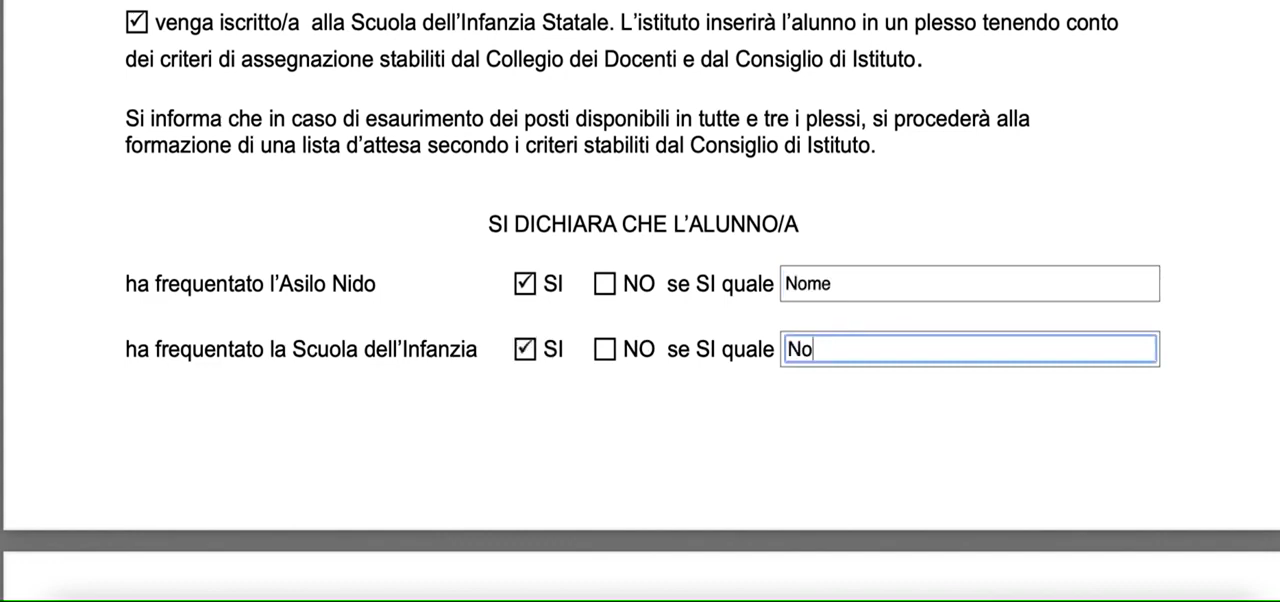 venga iscritto/a alla Scuola dell'Infanzia Statale. L'istituto inserirà l'alunno in un plesso tenendo conto
dei criteri di assegnazione stabiliti dal Collegio dei Docenti e dal Consiglio di Istituto.
Si informa che in caso di esaurimento dei posti disponibili in tutte e tre i plessi, si procederà alla
formazione di una lista d'attesa secondo i criteri stabiliti dal Consiglio di Istituto.
SI DICHIARA CHE L'ALUNNO/A
ha frequentato l'Asilo Nido SI NO se SI quale Nome
ha frequentato la Scuola dell'Infanzia SI NO se SI quale No